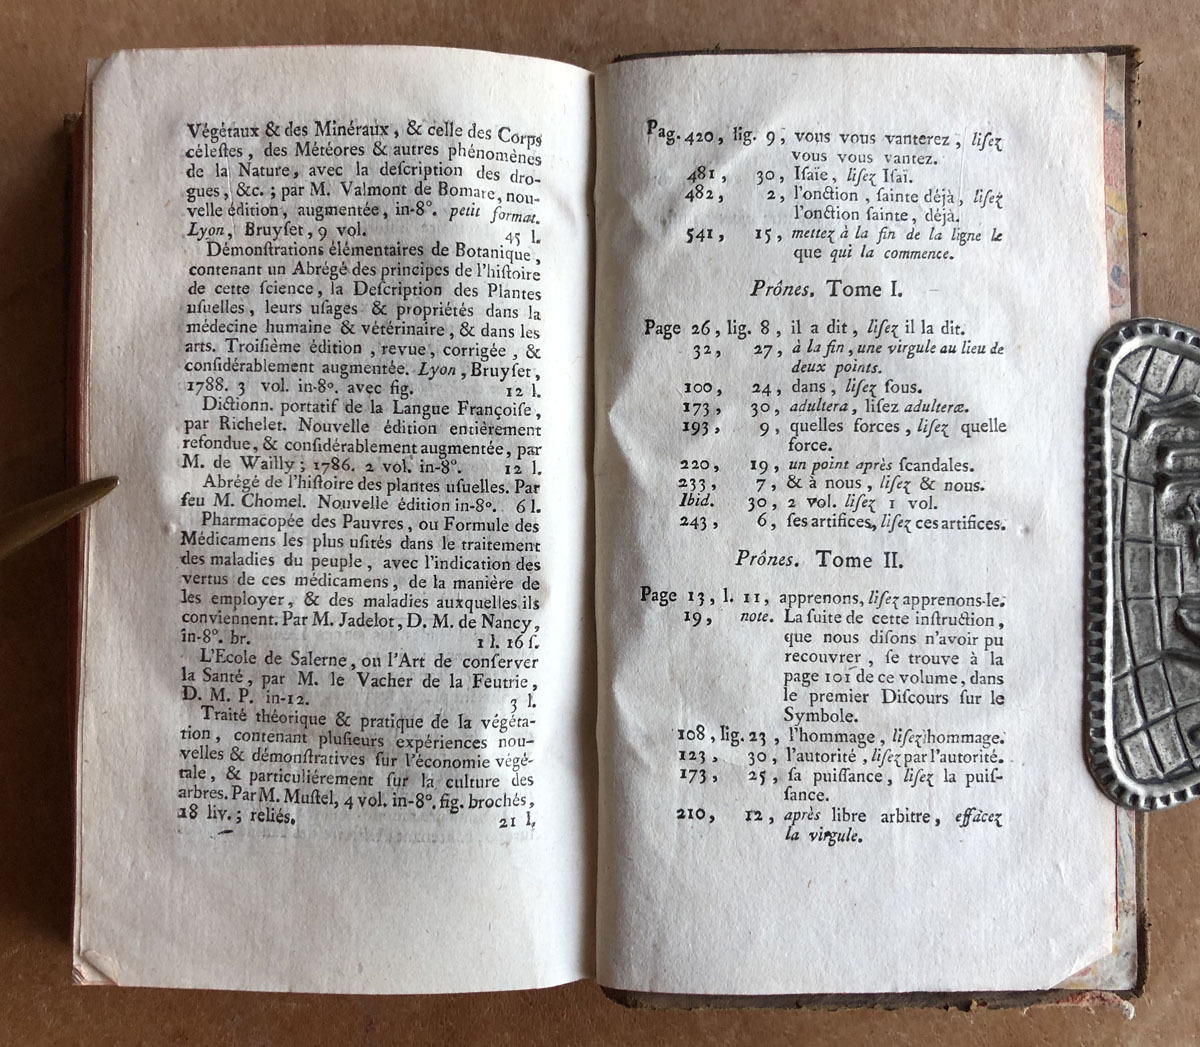 Végétaux & des Minéraux, & celle des Corps
céleſtes, des Météores & autres phénomènes
de la Nature, avec la deſcription des dro-
gues, &c. ; par M. Valmont de Bomare, nou-
velle édition, augmentée, in-8°. petit format.
Lyon, Bruyſet, 9 vol. 45 l.
Démonſtrations élémentaires de Botanique,
contenant un Abrégé des principes de l'hiſtoire
de cette ſcience, la Deſcription des Plantes
uſuelles, leurs uſages & propriétés dans la
médecine humaine & vétérinaire, & dans les
arts. Troiſième édition, revue, corrigée, &
conſidérablement augmentée. Lyon, Bruyſet,
1788. 3 vol. in-8°. avec fig. 12 l.
Dictionn. portatif de la Langue Françoiſe,
par Richelet. Nouvelle édition entièrement
refondue, & conſidérablement augmentée, par
M. de Wailly; 1786. 2 vol. in-8°. 12 l.
Abrégé de l'hiſtoire des plantes uſuelles. Par
feu M. Chomel. Nouvelle édition in-8°. 6 l.
Pharmacopée des Pauvres, ou Formule des
Médicamens les plus uſités dans le traitement
des maladies du peuple, avec l'indication des
vertus de ces médicamens, de la manière de
les employer, & des maladies auxquelles ils
conviennent. Par M. Jadelot, D. M. de Nancy,
in-8°. br. 1 l. 16 ſ.
L'Ecole de Salerne, ou l'Art de conſerver
la Santé, par M. le Vacher de la Feutrie,
D. M. P. in-12. 3 l.
Traité théorique & pratique de la végéta-
tion, contenant pluſieurs expériences nou-
velles & démonſtratives ſur l'économie végé-
tale, & particuliérement ſur la culture des
arbres. Par M. Muſtel, 4 vol. in-8°. fig. brochés,
18 liv.; reliés. 21 l.
Pag. 420, lig. 9, vous vous vanterez, liſez
vous vous vantez.
481, 30, Iſaïe, liſez Iſaï.
482, 2, l'onction, ſainte déjà, liſez
l'onction ſainte, déjà.
541, 15, mettez à la fin de la ligne le
que qui la commence.
Prônes. Tome I.
Page 26, lig. 8, il a dit, liſez il la dit.
32, 27, à la fin, une virgule au lieu de
deux points.
100, 24, dans, liſez ſous.
173, 30, adultera, liſez adulteræ.
193, 9, quelles forces, liſez quelle
force.
220, 19, un point après ſcandales.
233, 7, & à nous, liſez & nous.
Ibid. 30, 2 vol. liſez 1 vol.
243, 6, ſes artifices, liſez ces artifices.
Prônes. Tome II.
Page 13, l. 11, apprenons, liſez apprenons-le.
19, note. La ſuite de cette inſtruction,
que nous diſons n'avoir pu
recouvrer, ſe trouve à la
page 101 de ce volume, dans
le premier Diſcours ſur le
Symbole.
108, lig. 23, l'hommage, liſez hommage.
123, 30, l'autorité, liſez par l'autorité.
173, 25, ſa puiſſance, liſez la puiſ-
ſance.
210, 12, après libre arbitre, effacez
la virgule.